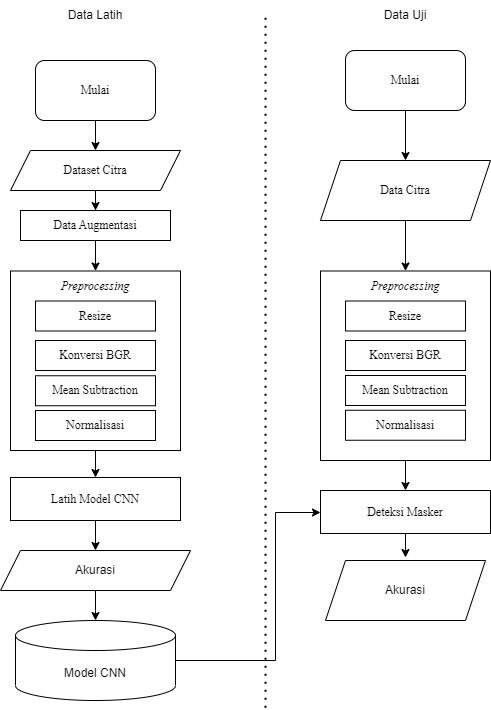 Data Latih
Mulai
Dataset Citra
Data Augmentasi
Preprocessing
Resize
Konversi BGR
Mean Subtraction
Normalisasi
Latih Model CNN
Akurasi
Model CNN
Data Uji
Mulai
Data Citra
Preprocessing
Resize
Konversi BGR
Mean Subtraction
Normalisasi
Deteksi Masker
Akurasi